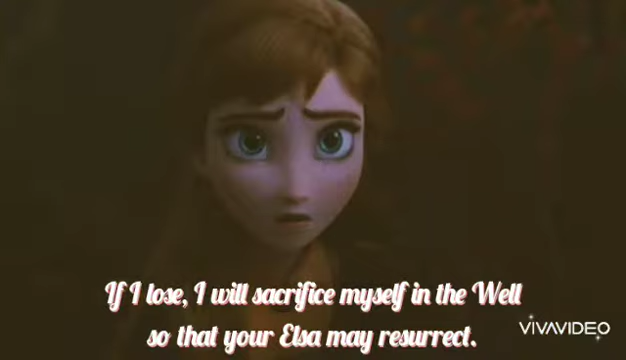 If I lose, I will sacrifice myself in the Well
so that your Elsa may resurrect.
VIVAVIDEO